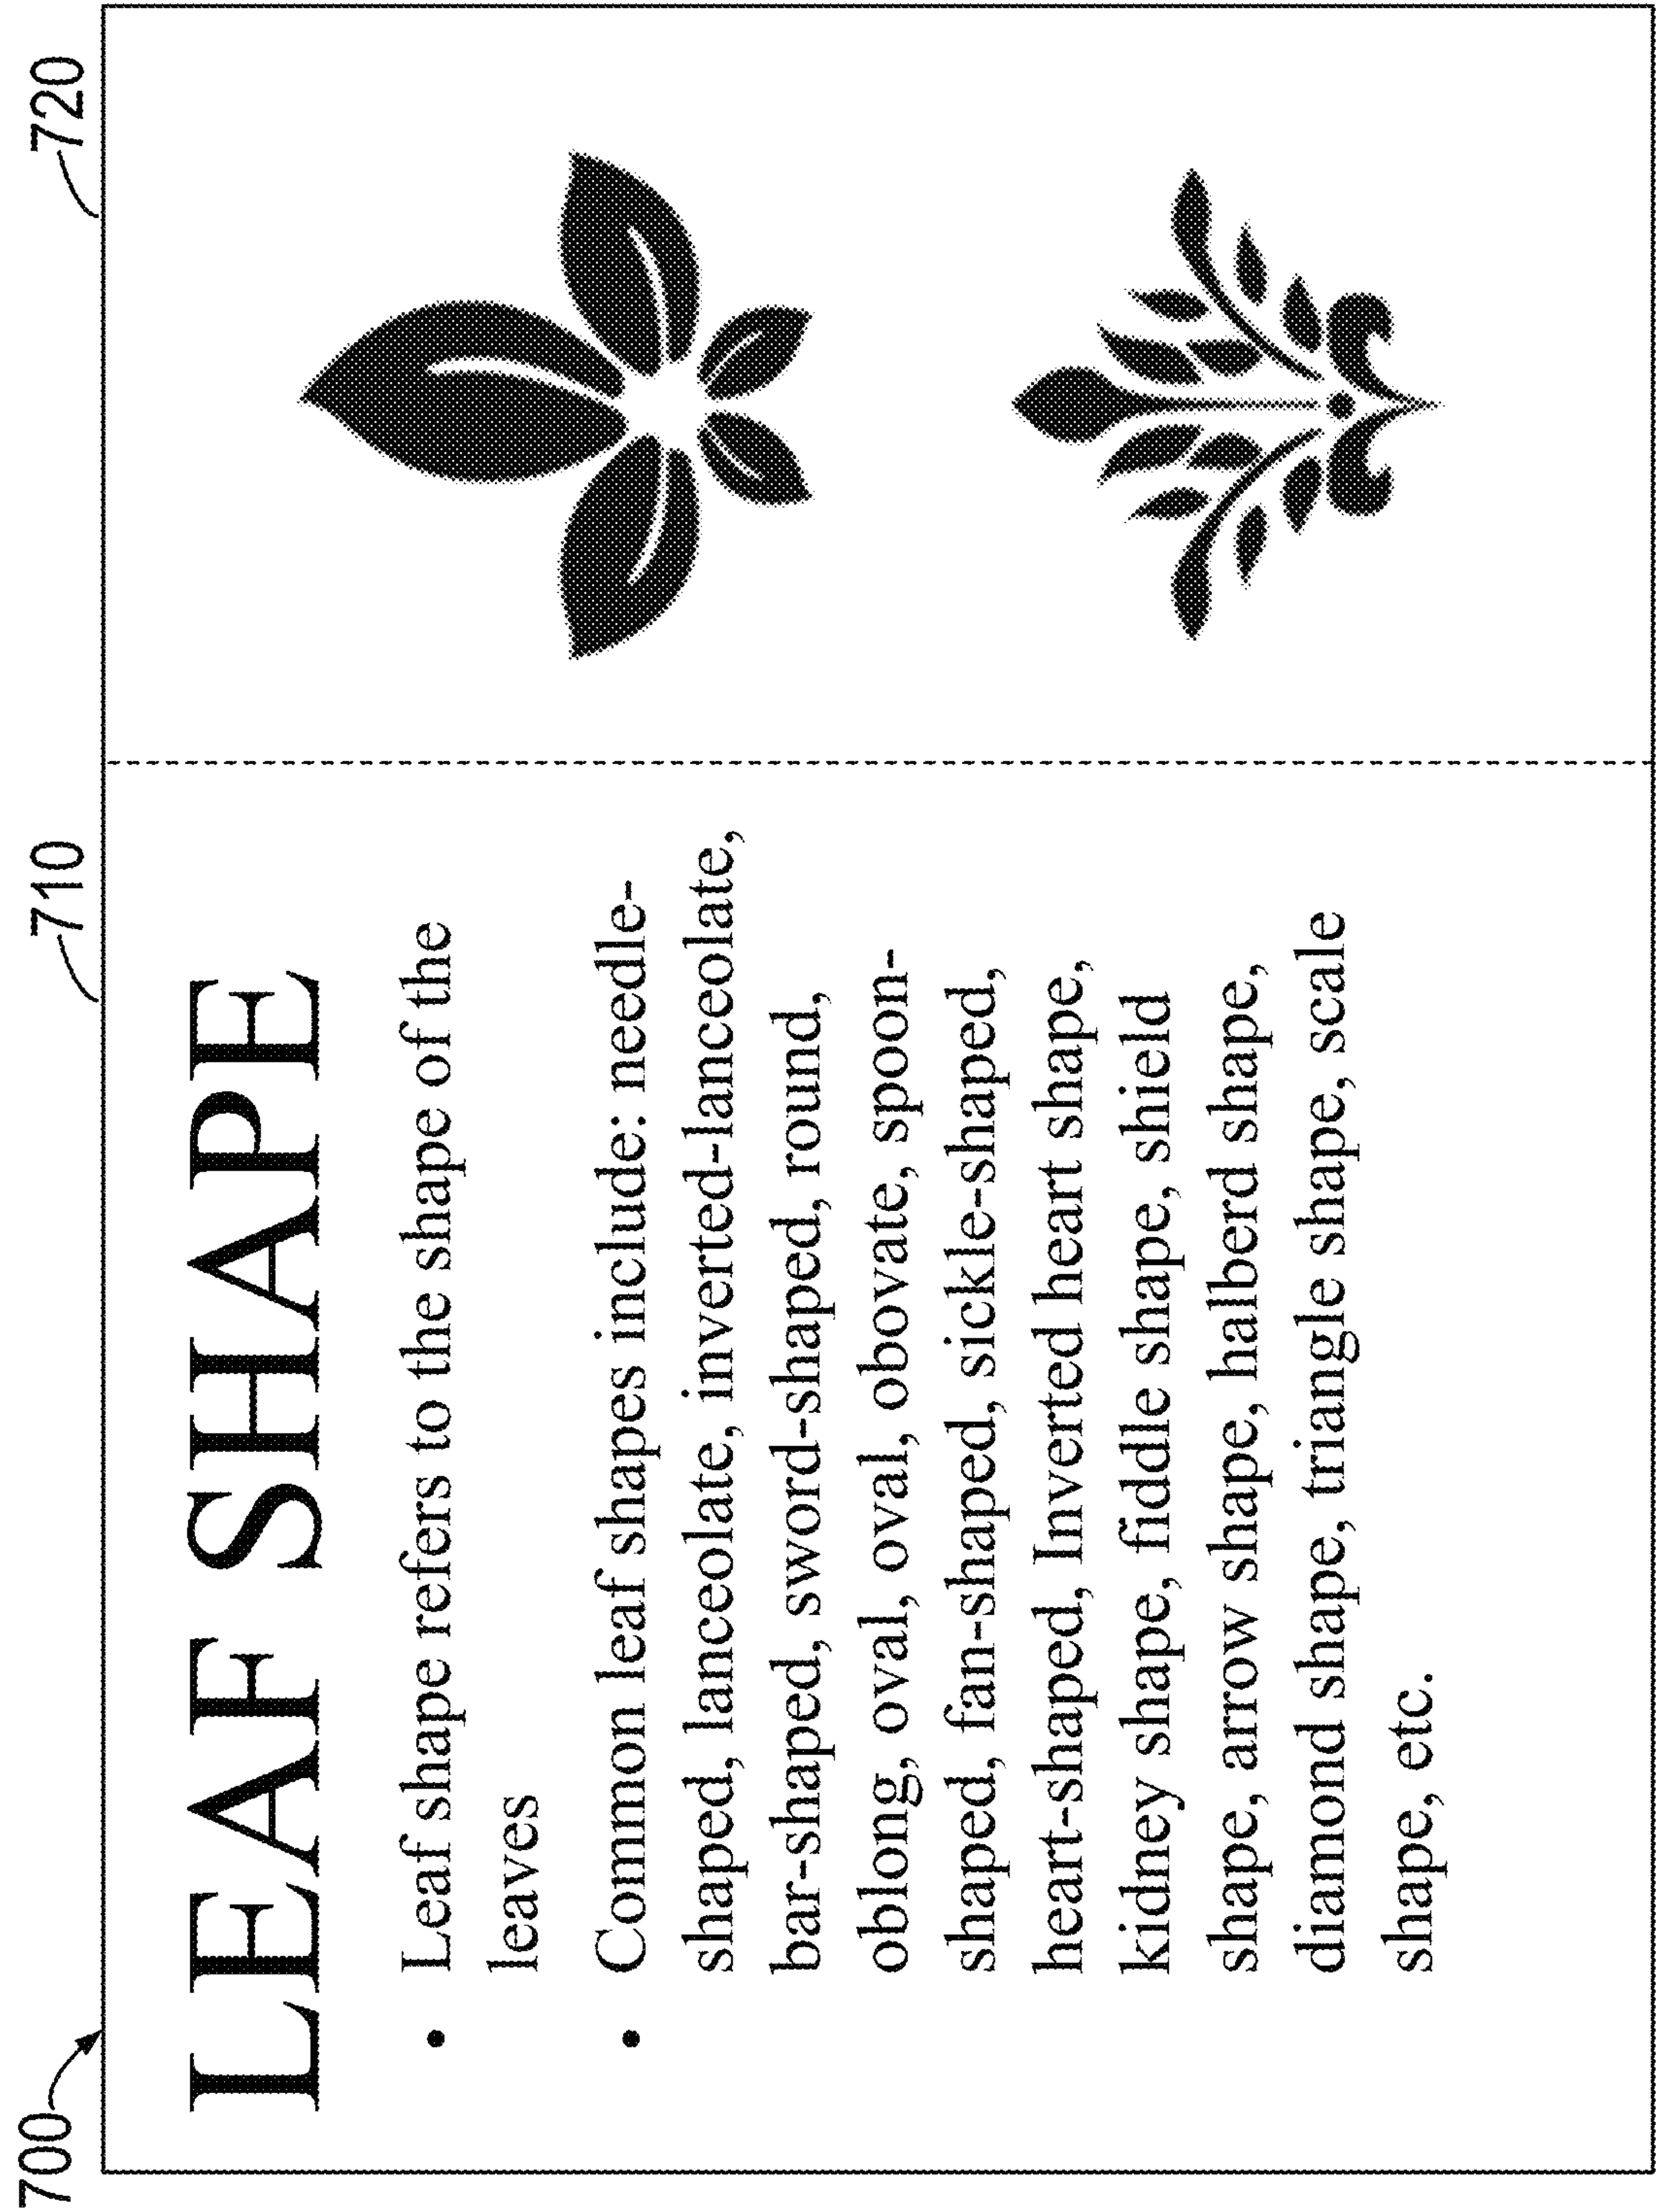 700
710
720
LEAF SHAPE
• Leaf shape refers to the shape of the
leaves
• Common leaf shapes include: needle-
shaped, lanceolate, inverted-lanceolate,
bar-shaped, sword-shaped, round,
oblong, oval, oval, obovate, spoon-
shaped, fan-shaped, sickle-shaped,
heart-shaped, Inverted heart shape,
kidney shape, fiddle shape, shield
shape, arrow shape, halberd shape,
diamond shape, triangle shape, scale
shape, etc.